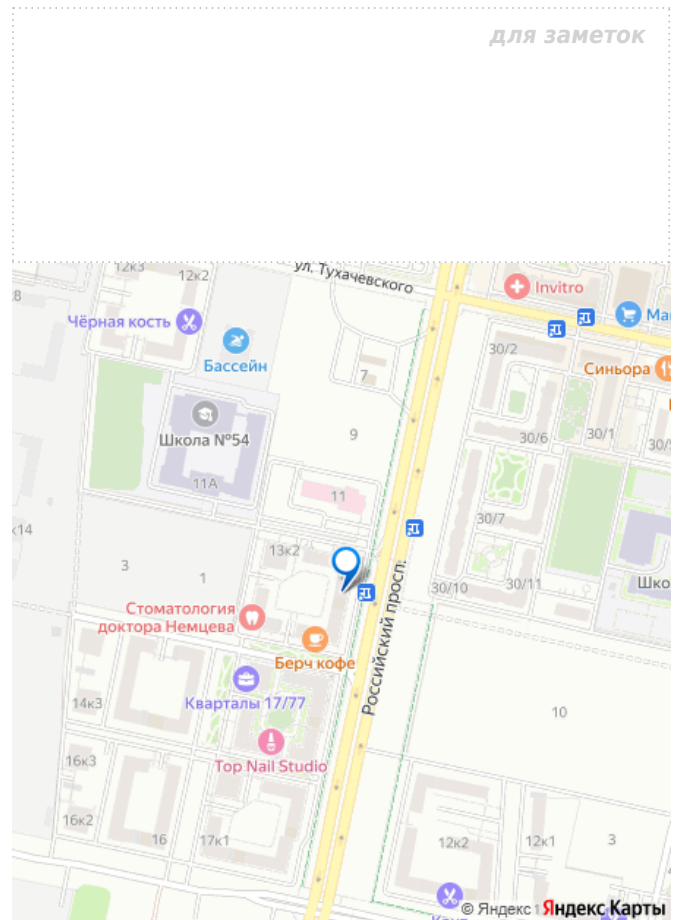 для заметок
12к3
12к2
ул. Тухачевского
Invitro
8
Чёрная кость
Бассейн
30/2
Синьора
7
Школа №54
9
30/6
30/1
11А
11
30/7
к14
13к2
3
1
30/10
30/11
Стоматология
доктора Немцева
Российский просп.
Берч кофе
Кварталы 17/77
14к3
10
16к3
Top Nail Studio
16к2
16
17к1
12к2
12к1
3
© Яндекс
Яндекс Карты